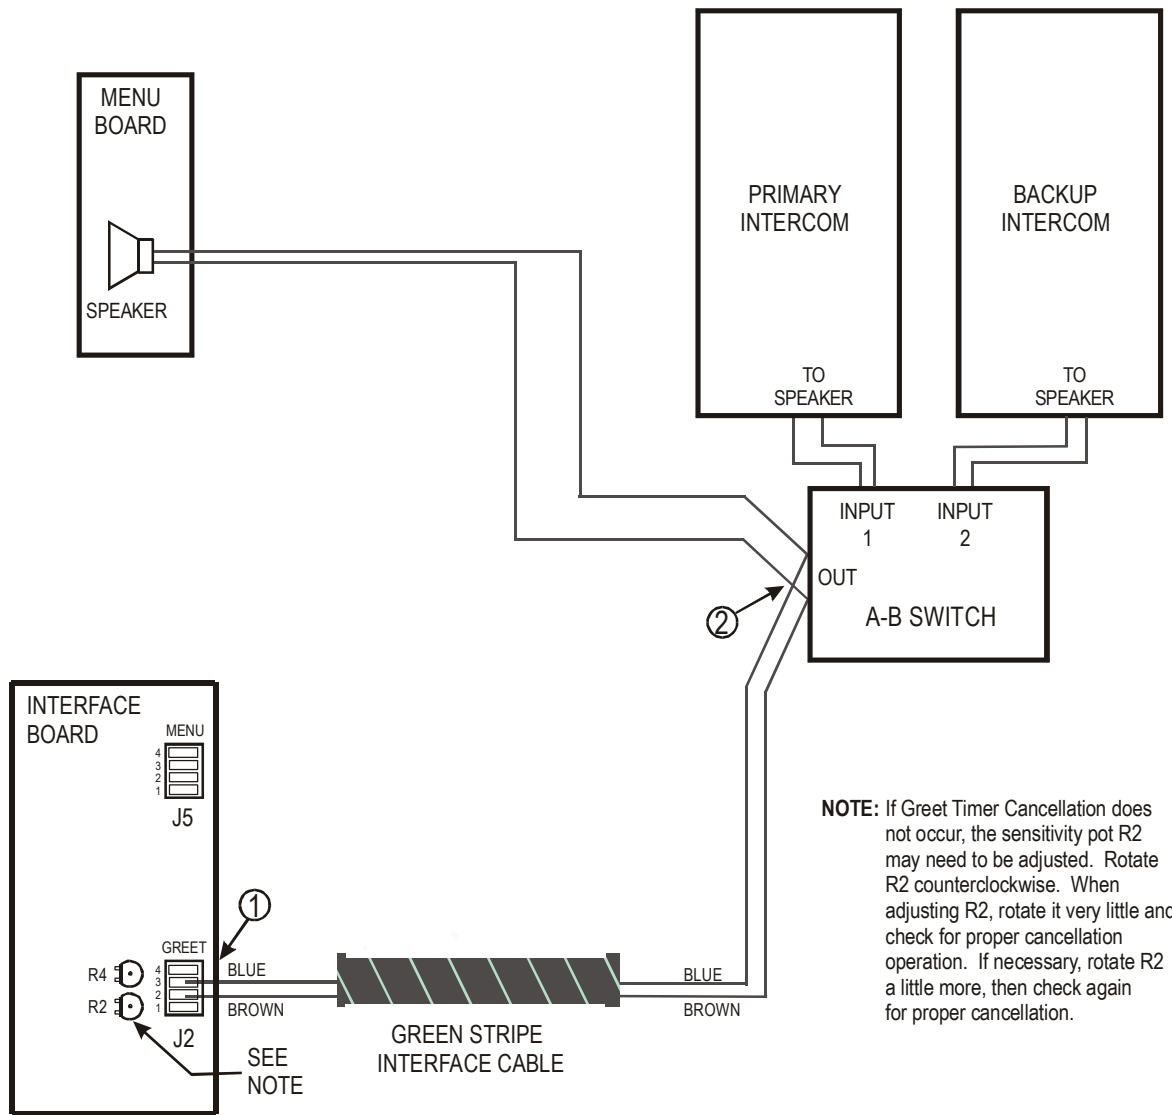 MENU
BOARD
SPEAKER
PRIMARY
INTERCOM
TO
SPEAKER
BACKUP
INTERCOM
TO
SPEAKER
INPUT
1
INPUT
2
OUT
A-B SWITCH
2
INTERFACE
BOARD
MENU
4
3
2
1
J5
1
GREET
4
3
2
1
R4
R2
J2
BLUE
BROWN
SEE
NOTE
GREEN STRIPE
INTERFACE CABLE
BLUE
BROWN
NOTE: If Greet Timer Cancellation does
not occur, the sensitivity pot R2
may need to be adjusted. Rotate
R2 counterclockwise. When
adjusting R2, rotate it very little and
check for proper cancellation
operation. If necessary, rotate R2
a little more, then check again
for proper cancellation.